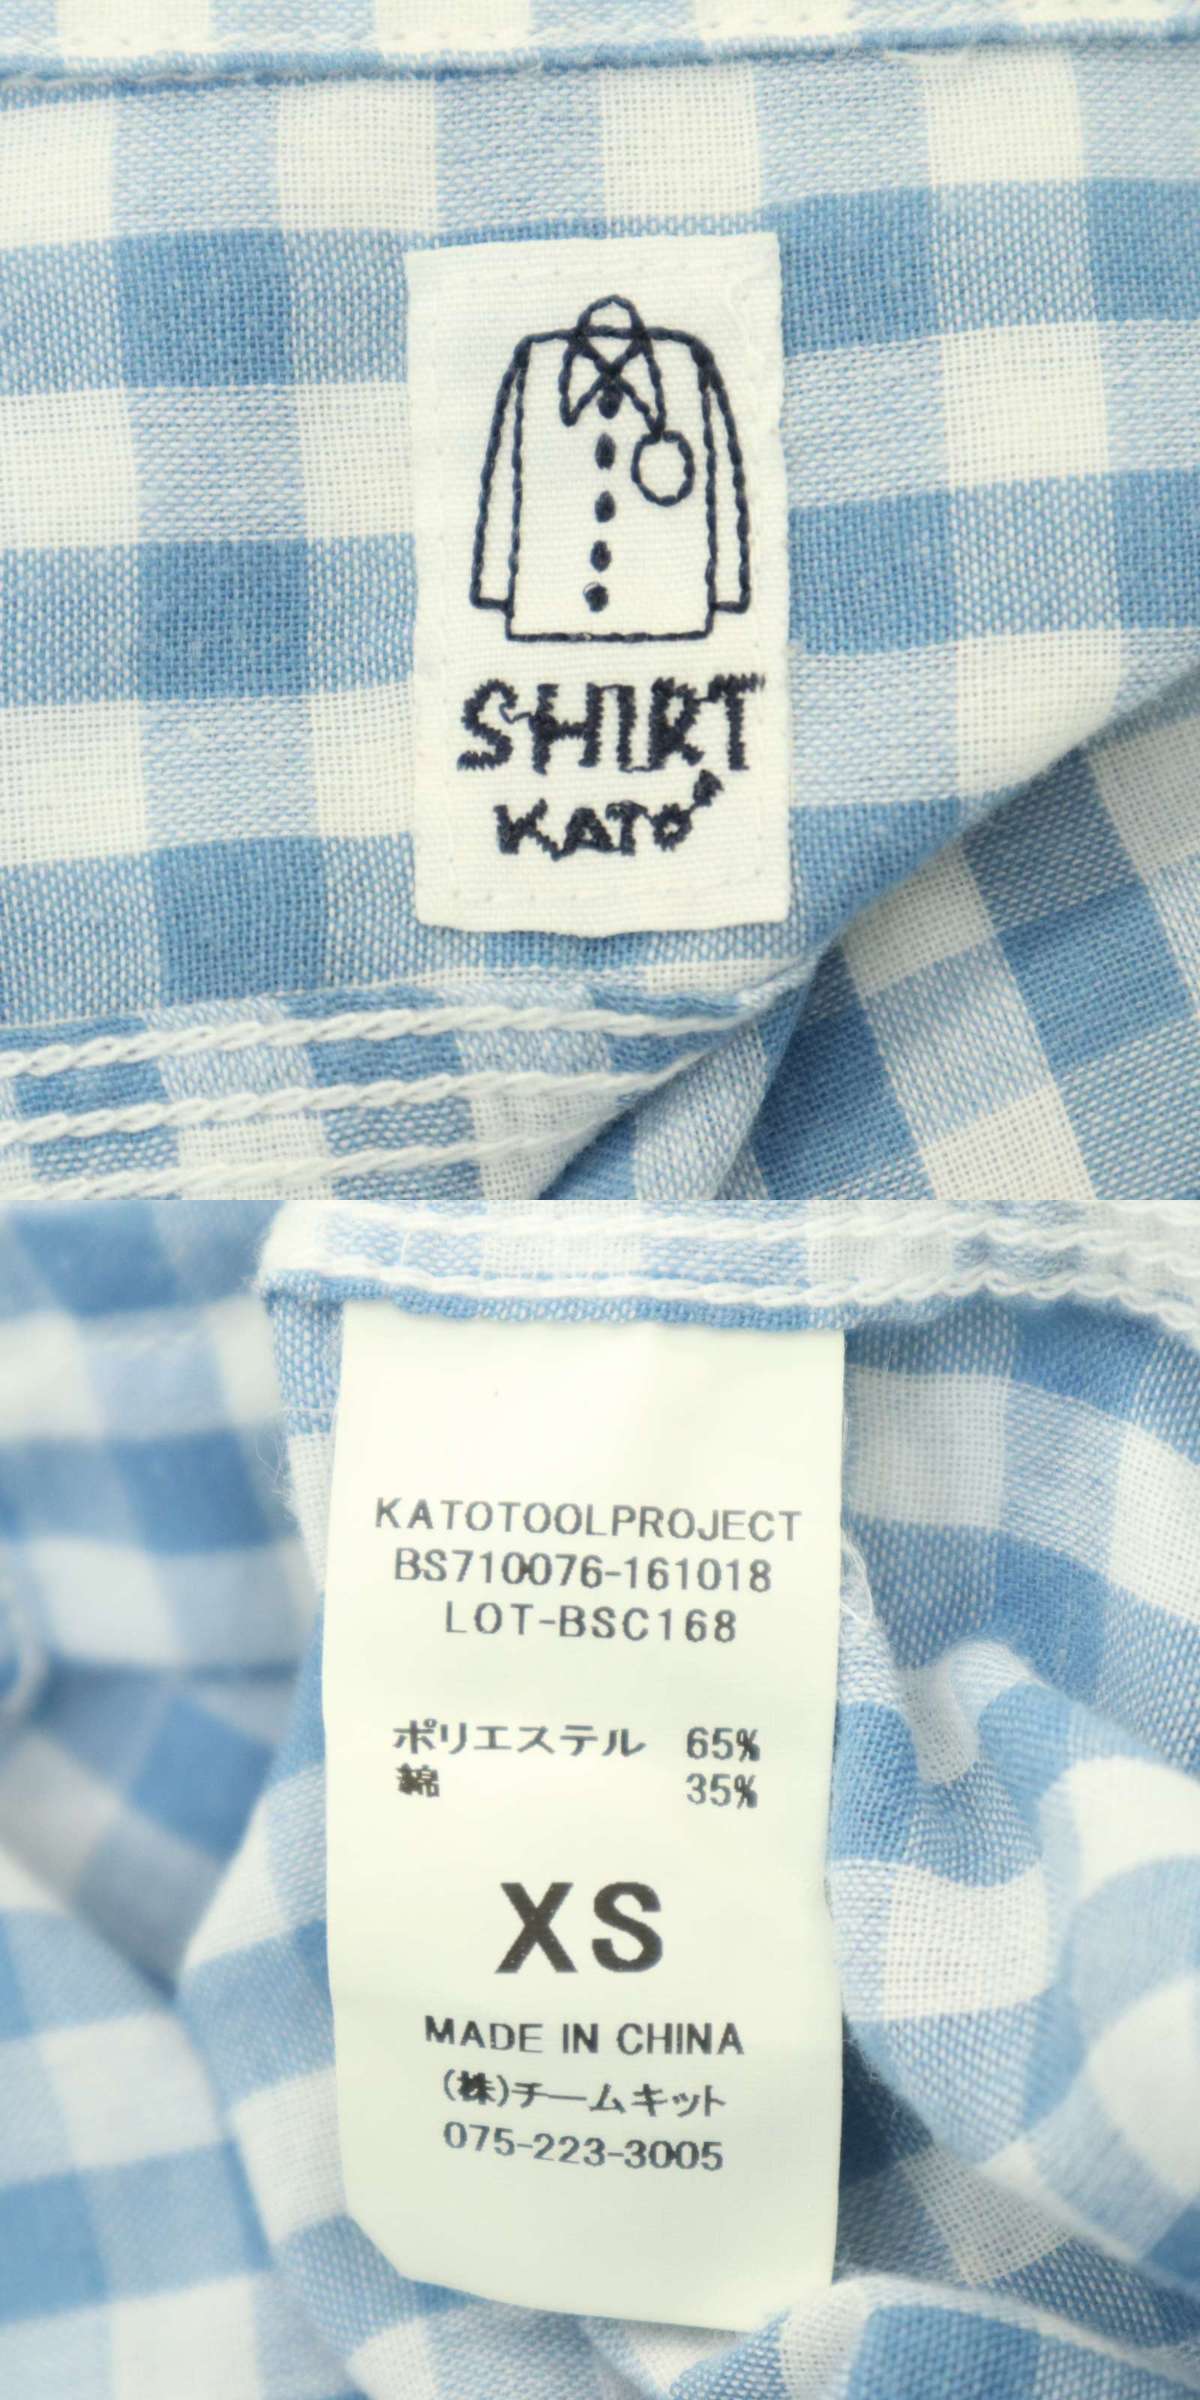 SHIRT
KATO'
KATOTOOLPROJECT
BS710076-161018
LOT-BSC168
ポリエステル 65%
綿 35%
XS
MADE IN CHINA
(株)チームキット
075-223-3005